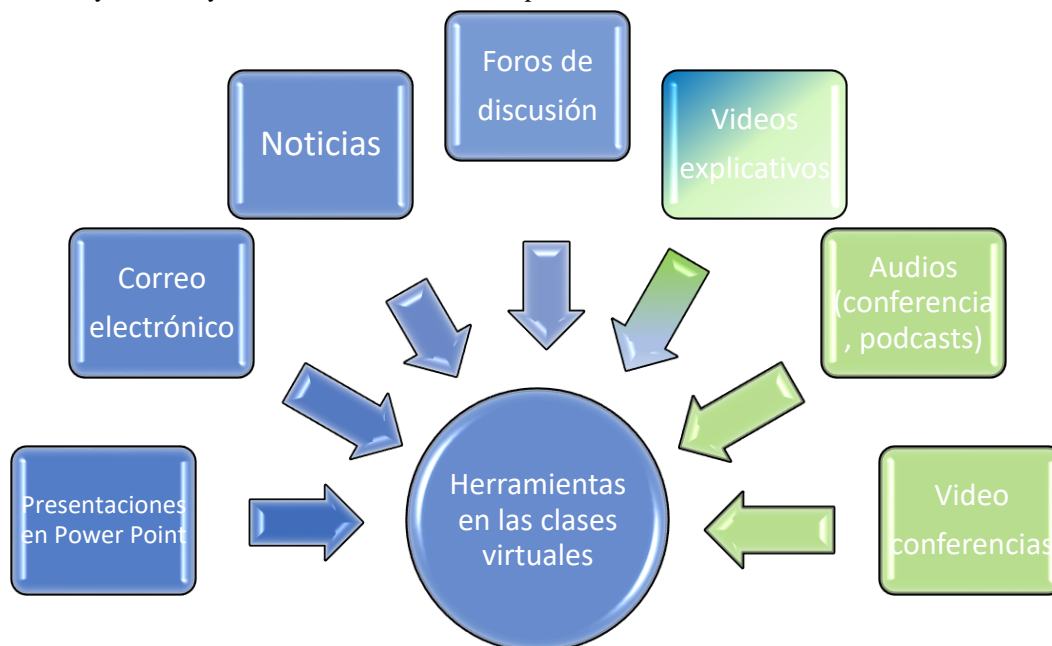 Foros de
discusión
Noticias
Videos
explicativos
Correo
electrónico
Audios
(conferencia
, podcasts)
Presentaciones
en Power Point
Herramientas
en las clases
virtuales
Video
conferencias